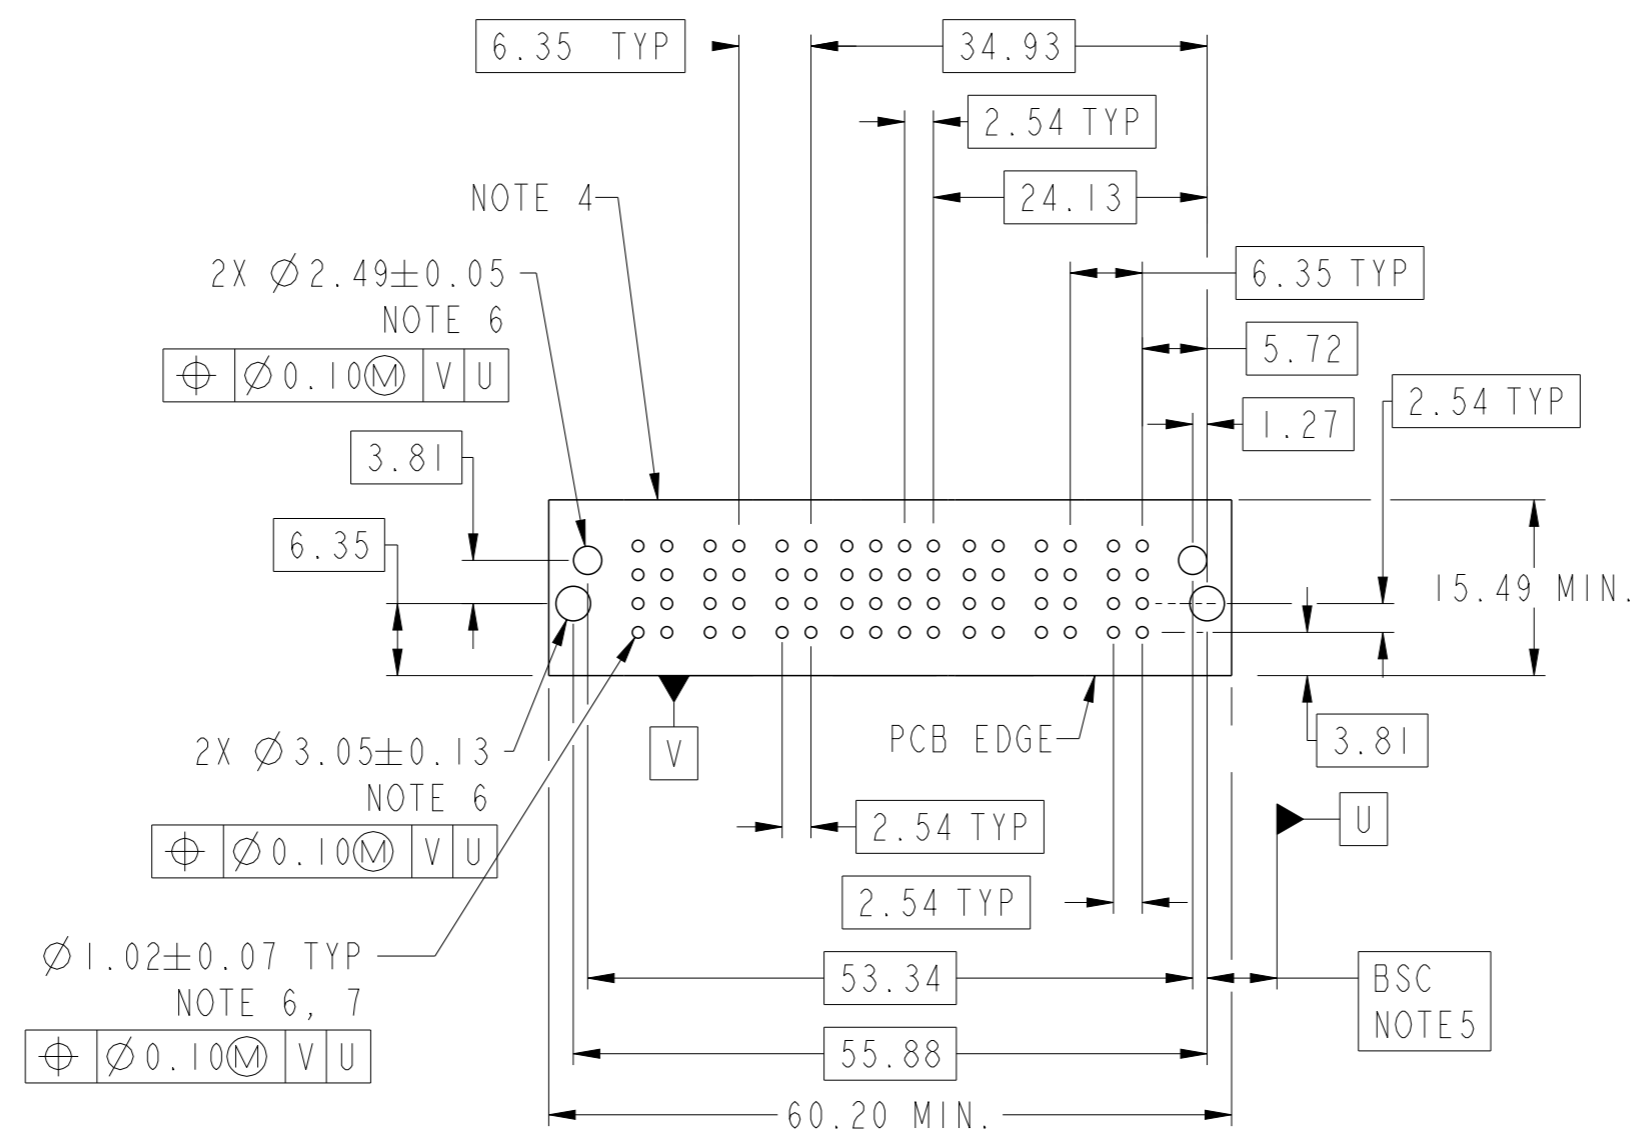 6.35 TYP
34.93
2.54 TYP
24.13
NOTE 4
2X ∅2.49±0.05
NOTE 6
⌖ ∅0.10Ⓜ V U
6.35 TYP
5.72
2.54 TYP
1.27
3.81
6.35
15.49 MIN.
2X ∅3.05±0.13
NOTE 6
⌖ ∅0.10Ⓜ V U
V
PCB EDGE
3.81
U
2.54 TYP
2.54 TYP
∅1.02±0.07 TYP
NOTE 6, 7
⌖ ∅0.10Ⓜ V U
53.34
BSC
NOTE5
55.88
60.20 MIN.